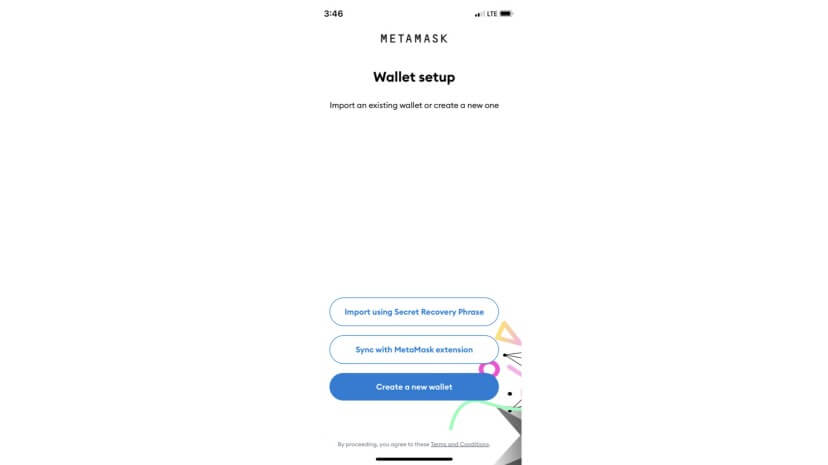 3:46
LTE
METAMASK
Wallet setup
Import an existing wallet or create a new one
Import using Secret Recovery Phrase
Sync with MetaMask extension
Create a new wallet
By proceeding, you agree to these Terms and Conditions.